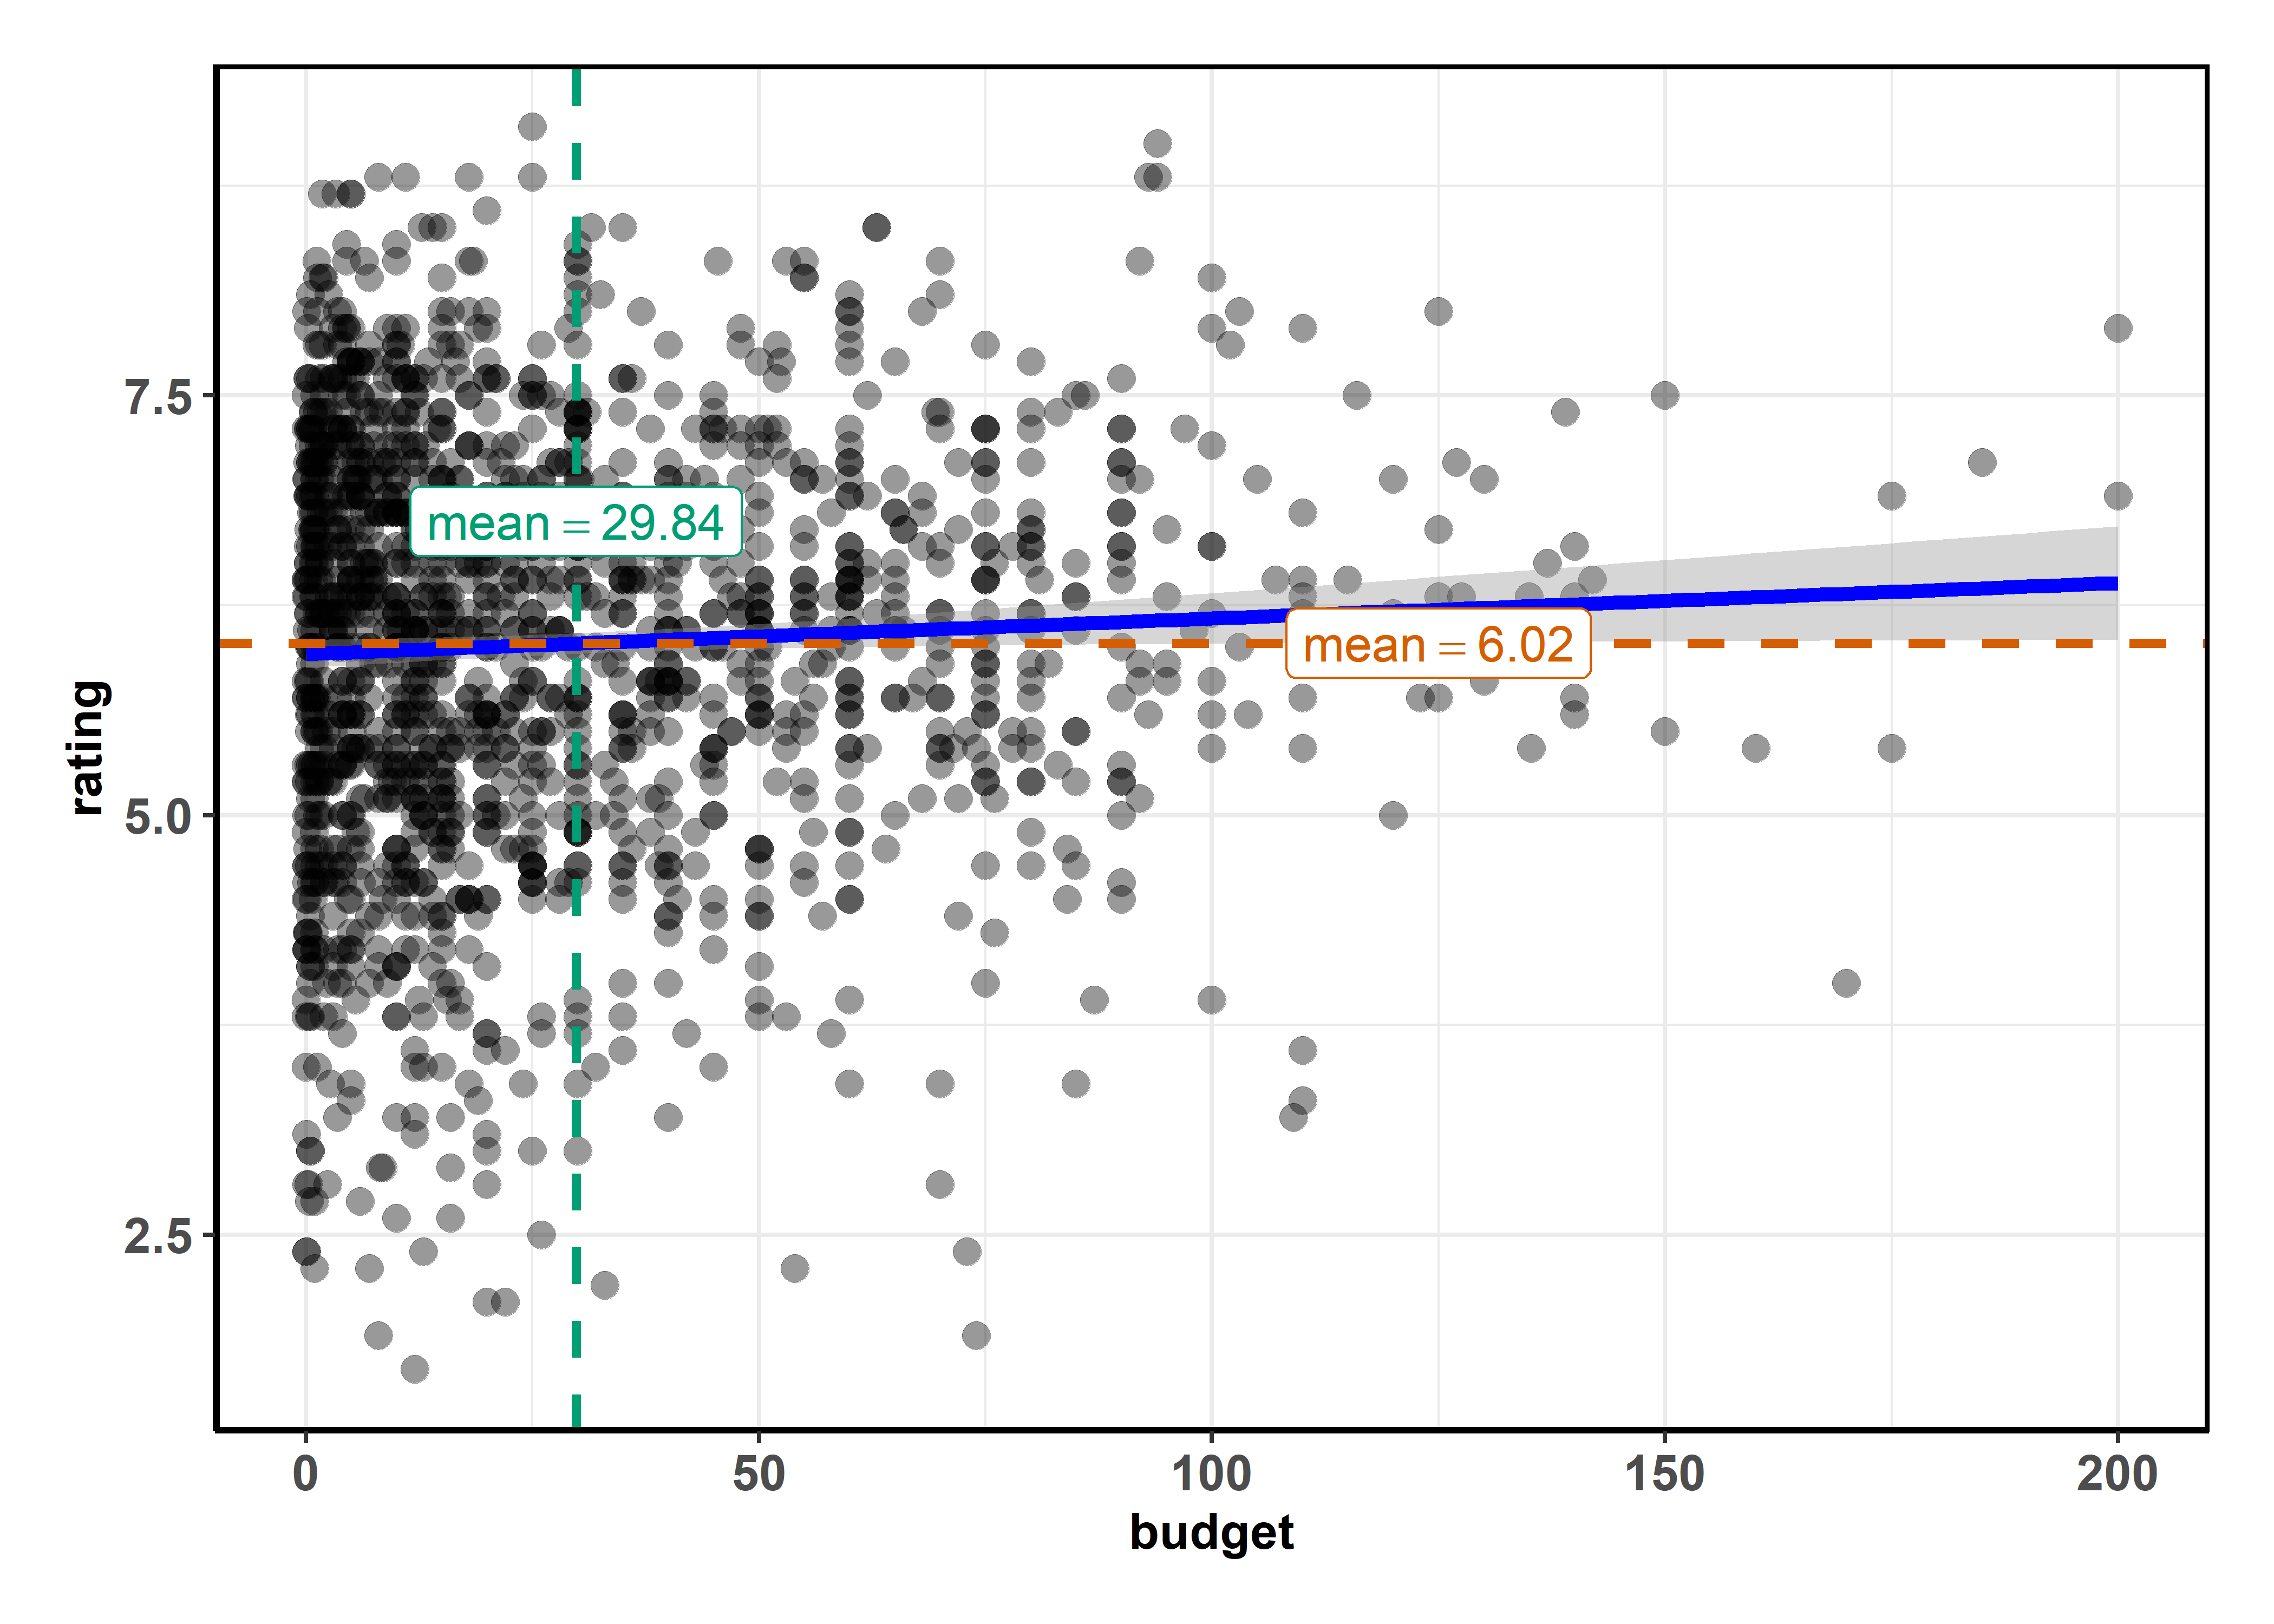 7.5
mean = 29.84
mean = 6.02
rating
5.0
2.5
0 50 100 150 200
budget